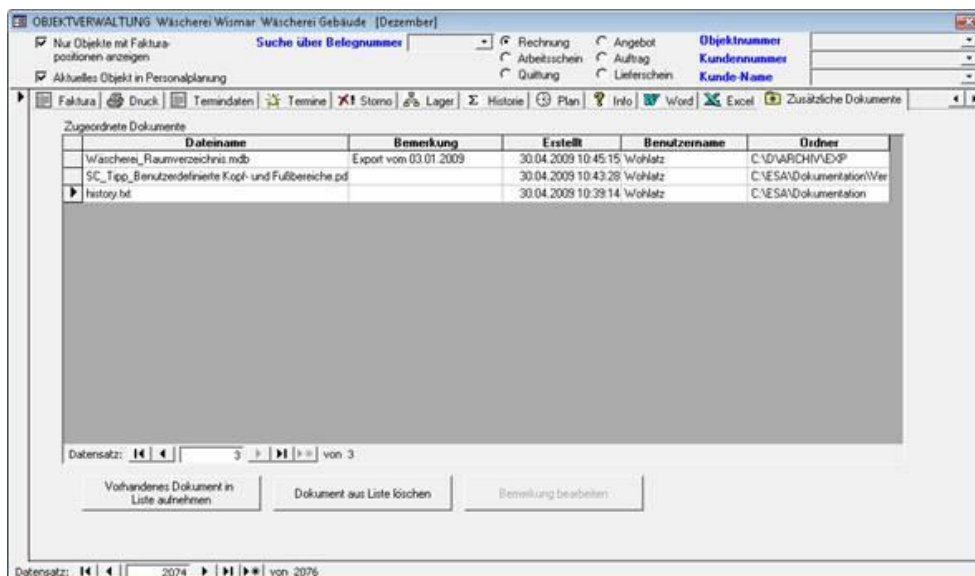 OBJEKTVERWALTUNG Wäscherei Wismar Wäscherei Gebäude [Dezember]
Nur Objekte mit Faktura- Suche über Belegnummer Rechnung Angebot Objektnummer
positionen anzeigen Arbeitsschein Auftrag Kundennummer
Aktuelles Objekt in Personalplanung Quittung Lieferschein Kunde-Name
Faktura Druck Termindaten Termine Storno Lager Σ Historie Plan Info Word Excel Zusätzliche Dokumente
Zugeordnete Dokumente
Dateiname Bemerkung Erstellt Benutzername Ordner
Wäscherei_Raumverzeichnis.mdb Export vom 03.01.2009 30.04.2009 10:45:15 Wohlatz C:\D\ARCHIV\EXP
SC_Tipp_Benutzerdefinierte Kopf- und Fußbereiche.pd 30.04.2009 10:43:28 Wohlatz C:\ESA\Dokumentation\Wer
history.txt 30.04.2009 10:39:14 Wohlatz C:\ESA\Dokumentation
Datensatz: 3 von 3
Vorhandenes Dokument in
Liste aufnehmen
Dokument aus Liste löschen
Bemerkung bearbeiten
Datensatz: 2074 von 2076